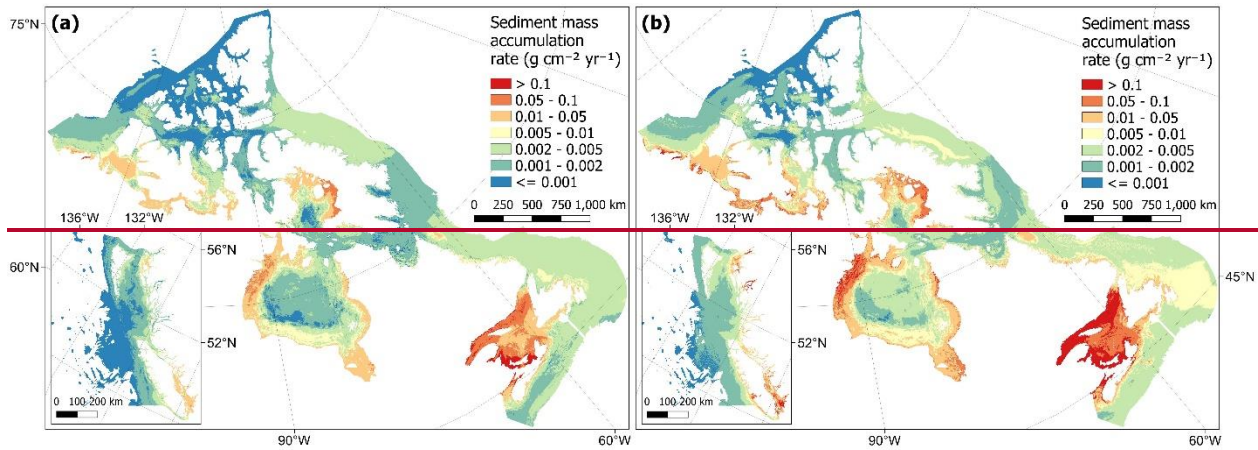 (a)
75°N
Sediment mass
accumulation
rate (g cm⁻² yr⁻¹)
> 0.1
0.05 - 0.1
0.01 - 0.05
0.005 - 0.01
0.002 - 0.005
0.001 - 0.002
<= 0.001
0 250 500 750 1,000 km
136°W
132°W
60°N
56°N
52°N
0 100 200 km
90°W
60°W
(b)
Sediment mass
accumulation
rate (g cm⁻² yr⁻¹)
> 0.1
0.05 - 0.1
0.01 - 0.05
0.005 - 0.01
0.002 - 0.005
0.001 - 0.002
<= 0.001
0 250 500 750 1,000 km
136°W
132°W
56°N
45°N
52°N
0 100 200 km
90°W
60°W